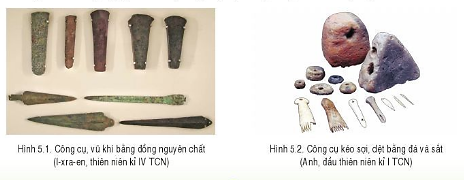 Hình 5.1. Công cụ, vũ khí bằng đồng nguyên chất
(I-xra-en, thiên niên kỉ IV TCN)
Hình 5.2. Công cụ kéo sợi, dệt bằng đá và sắt
(Anh, đầu thiên niên kỉ I TCN)